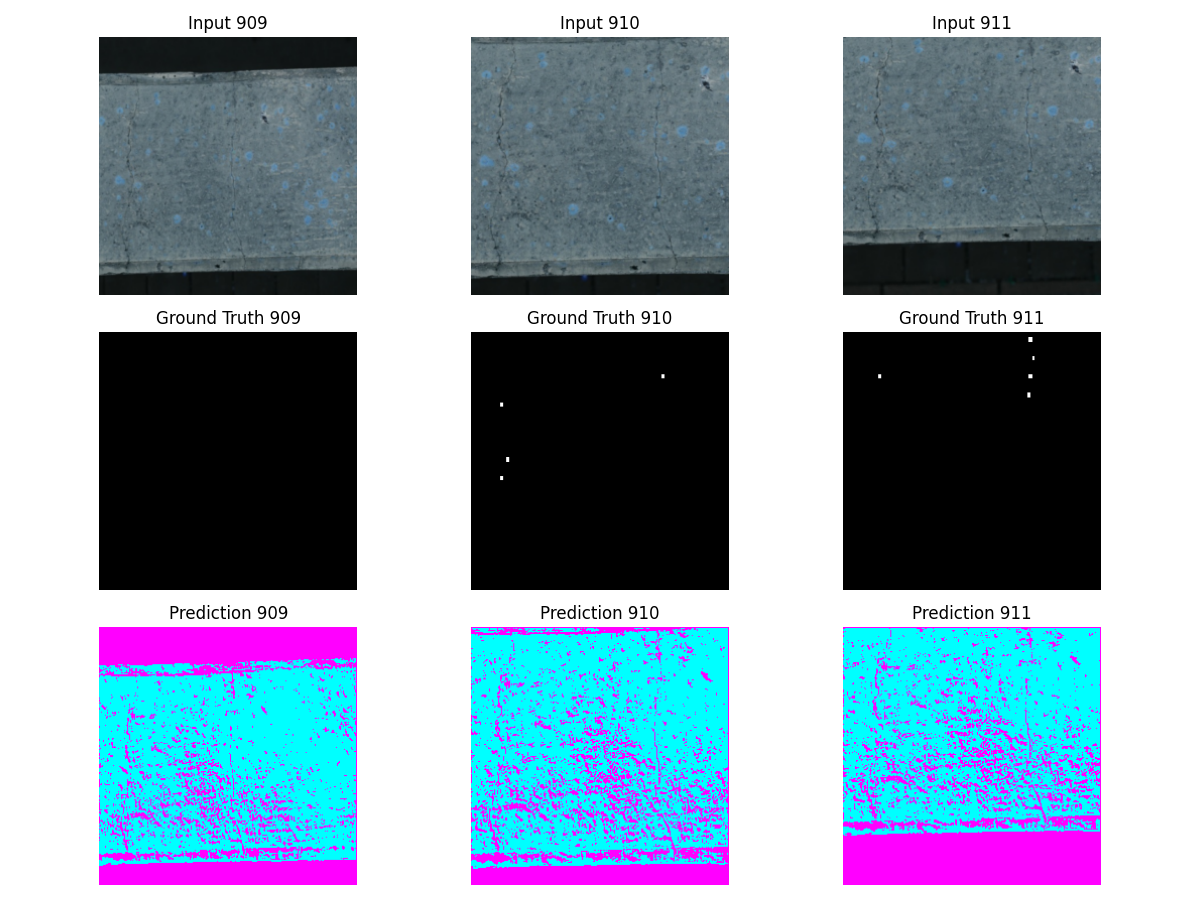 Input 909
Input 910
Input 911
Ground Truth 909
Ground Truth 910
Ground Truth 911
Prediction 909
Prediction 910
Prediction 911